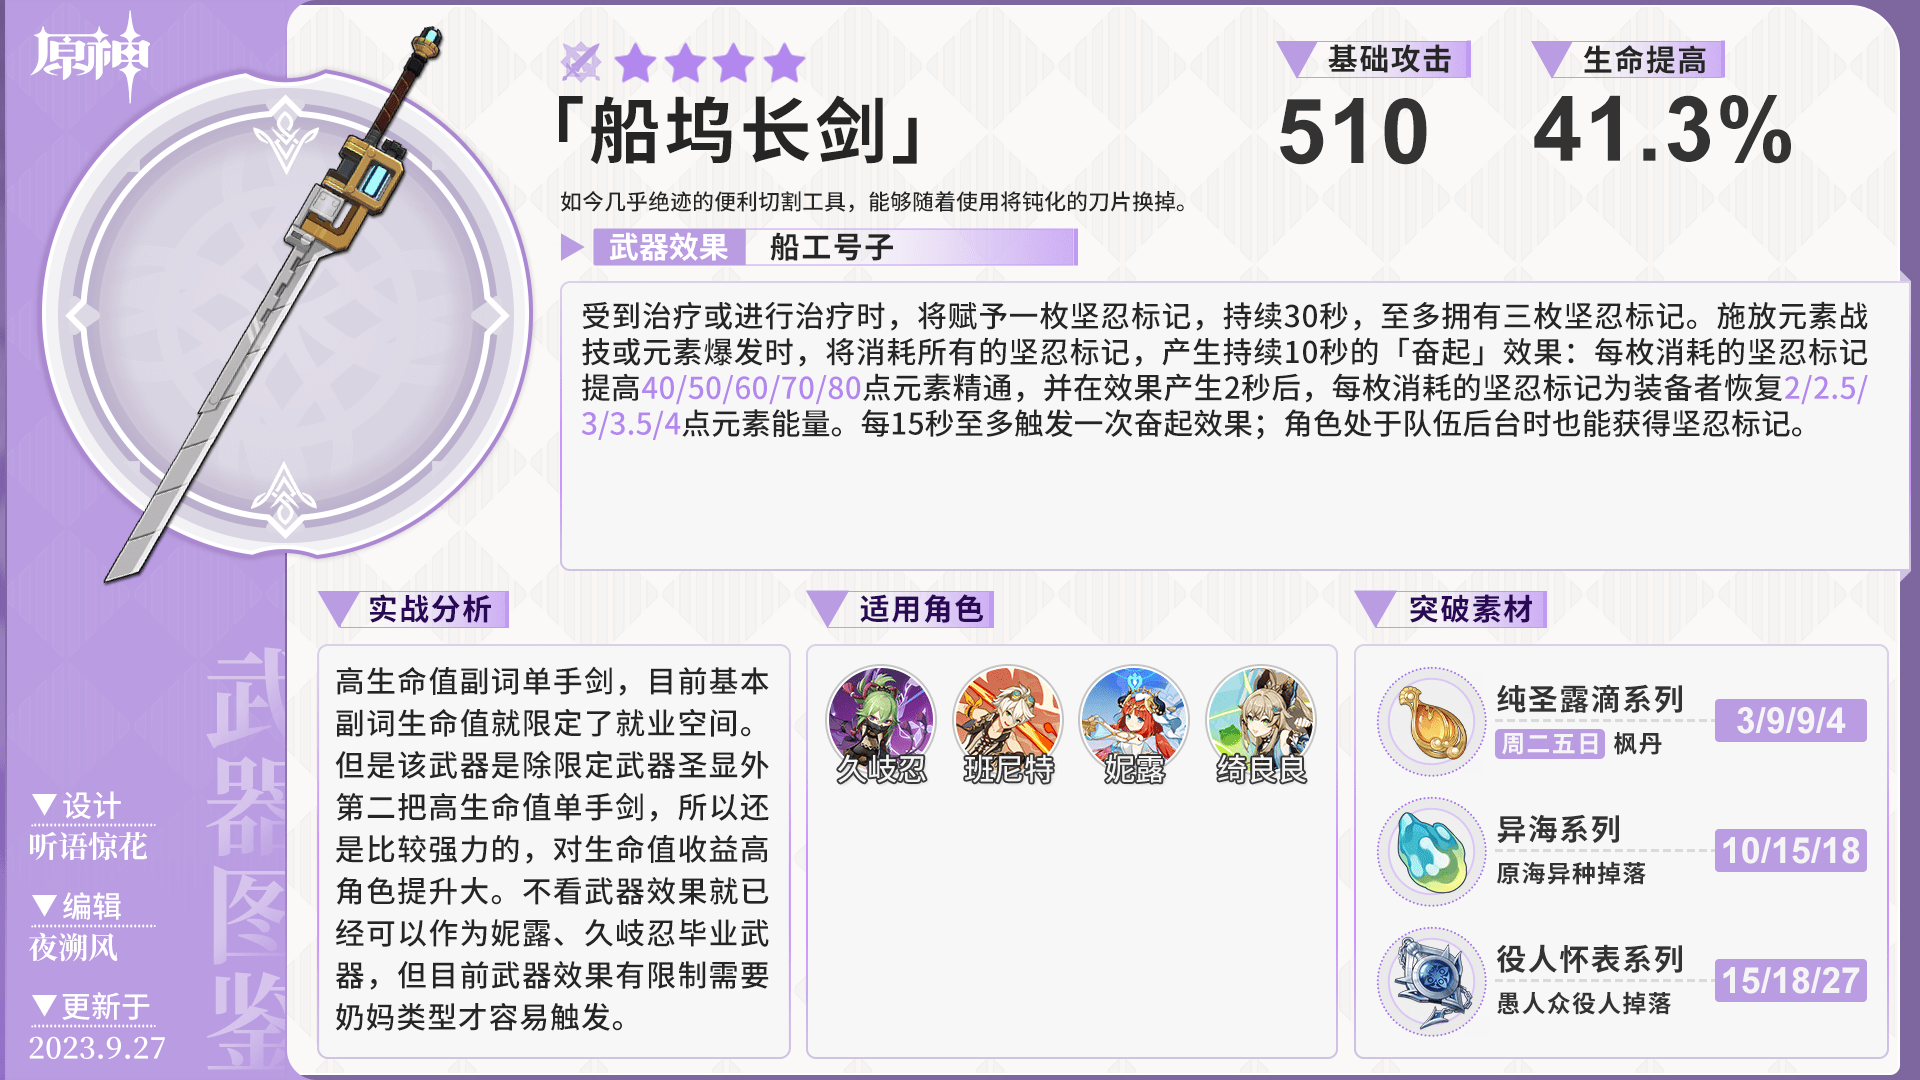 原神
「船坞长剑」
如今几乎绝迹的便利切割工具，能够随着使用将钝化的刀片换掉。
基础攻击
510
生命提高
41.3%
武器效果
船工号子
受到治疗或进行治疗时，将赋予一枚坚忍标记，持续30秒，至多拥有三枚坚忍标记。施放元素战
技或元素爆发时，将消耗所有的坚忍标记，产生持续10秒的「奋起」效果：每枚消耗的坚忍标记
提高40/50/60/70/80点元素精通，并在效果产生2秒后，每枚消耗的坚忍标记为装备者恢复2/2.5/
3/3.5/4点元素能量。每15秒至多触发一次奋起效果；角色处于队伍后台时也能获得坚忍标记。
武器图鉴
▼设计
听语惊花
▼编辑
夜溯风
▼更新于
2023.9.27
实战分析
高生命值副词单手剑，目前基本
副词生命值就限定了就业空间。
但是该武器是除限定武器圣显外
第二把高生命值单手剑，所以还
是比较强力的，对生命值收益高
角色提升大。不看武器效果就已
经可以作为妮露、久岐忍毕业武
器，但目前武器效果有限制需要
奶妈类型才容易触发。
适用角色
久岐忍
班尼特
妮露
绮良良
突破素材
纯圣露滴系列
周二五日 枫丹
3/9/9/4
异海系列
原海异种掉落
10/15/18
役人怀表系列
愚人众役人掉落
15/18/27